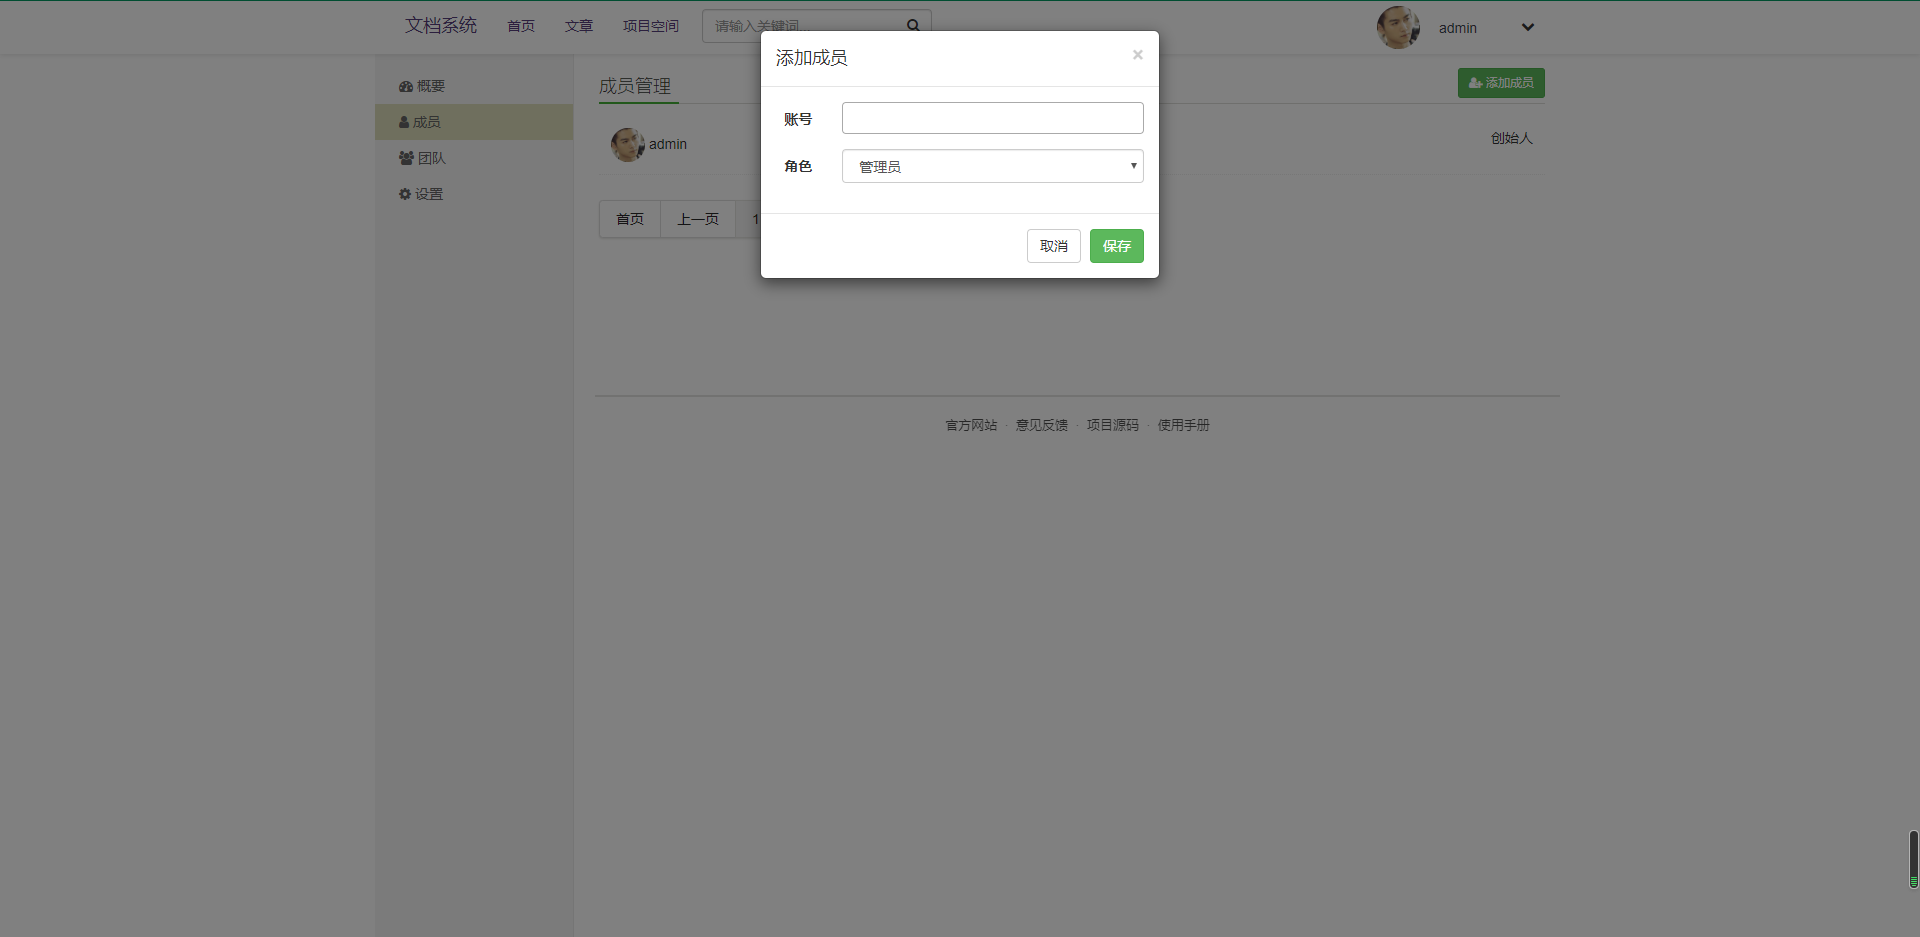 文档系统 首页 文章 项目空间 请输入关键词... admin
添加成员 ×
概要
成员
团队
设置
成员管理 添加成员
账号
admin 创始人
角色 管理员
首页 上一页 1
取消 保存
官方网站 · 意见反馈 · 项目源码 · 使用手册